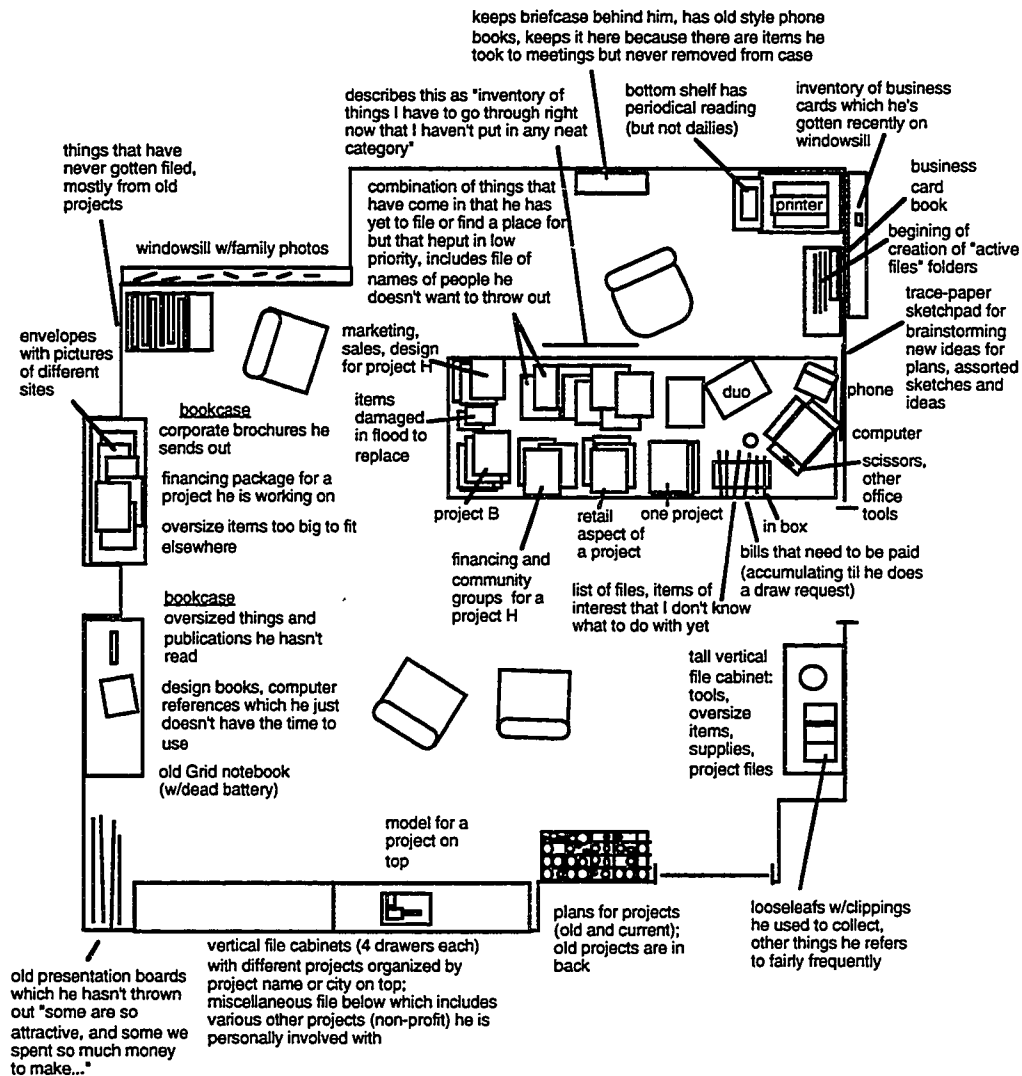 keeps briefcase behind him, has old style phone
books, keeps it here because there are items he
took to meetings but never removed from case
describes this as "inventory of
things I have to go through right
now that I haven't put in any neat
category"
bottom shelf has
periodical reading
(but not dailies)
inventory of business
cards which he's
gotten recently on
windowsill
things that have
never gotten filed,
mostly from old
projects
combination of things that
have come in that he has
yet to file or find a place for
but that heput in low
priority, includes file of
names of people he
doesn't want to throw out
printer
business
card
book
begining of
creation of "active
files" folders
windowsill w/family photos
trace-paper
sketchpad for
brainstorming
new ideas for
plans, assorted
sketches and
ideas
envelopes
with pictures
of different
sites
marketing,
sales, design
for project H
items
damaged
in flood to
replace
duo
phone
computer
scissors,
other
office
tools
bookcase
corporate brochures he
sends out
financing package for a
project he is working on
oversize items too big to fit
elsewhere
project B
retail
aspect of
a project
one project
in box
financing and
community
groups for a
project H
bills that need to be paid
(accumulating til he does
a draw request)
list of files, items of
interest that I don't know
what to do with yet
bookcase
oversized things and
publications he hasn't
read
design books, computer
references which he just
doesn't have the time to
use
old Grid notebook
(w/dead battery)
tall vertical
file cabinet:
tools,
oversize
items,
supplies,
project files
model for a
project on
top
plans for projects
(old and current);
old projects are in
back
looseleafs w/clippings
he used to collect,
other things he refers
to fairly frequently
vertical file cabinets (4 drawers each)
with different projects organized by
project name or city on top;
miscellaneous file below which includes
various other projects (non-profit) he is
personally involved with
old presentation boards
which he hasn't thrown
out "some are so
attractive, and some we
spent so much money
to make..."